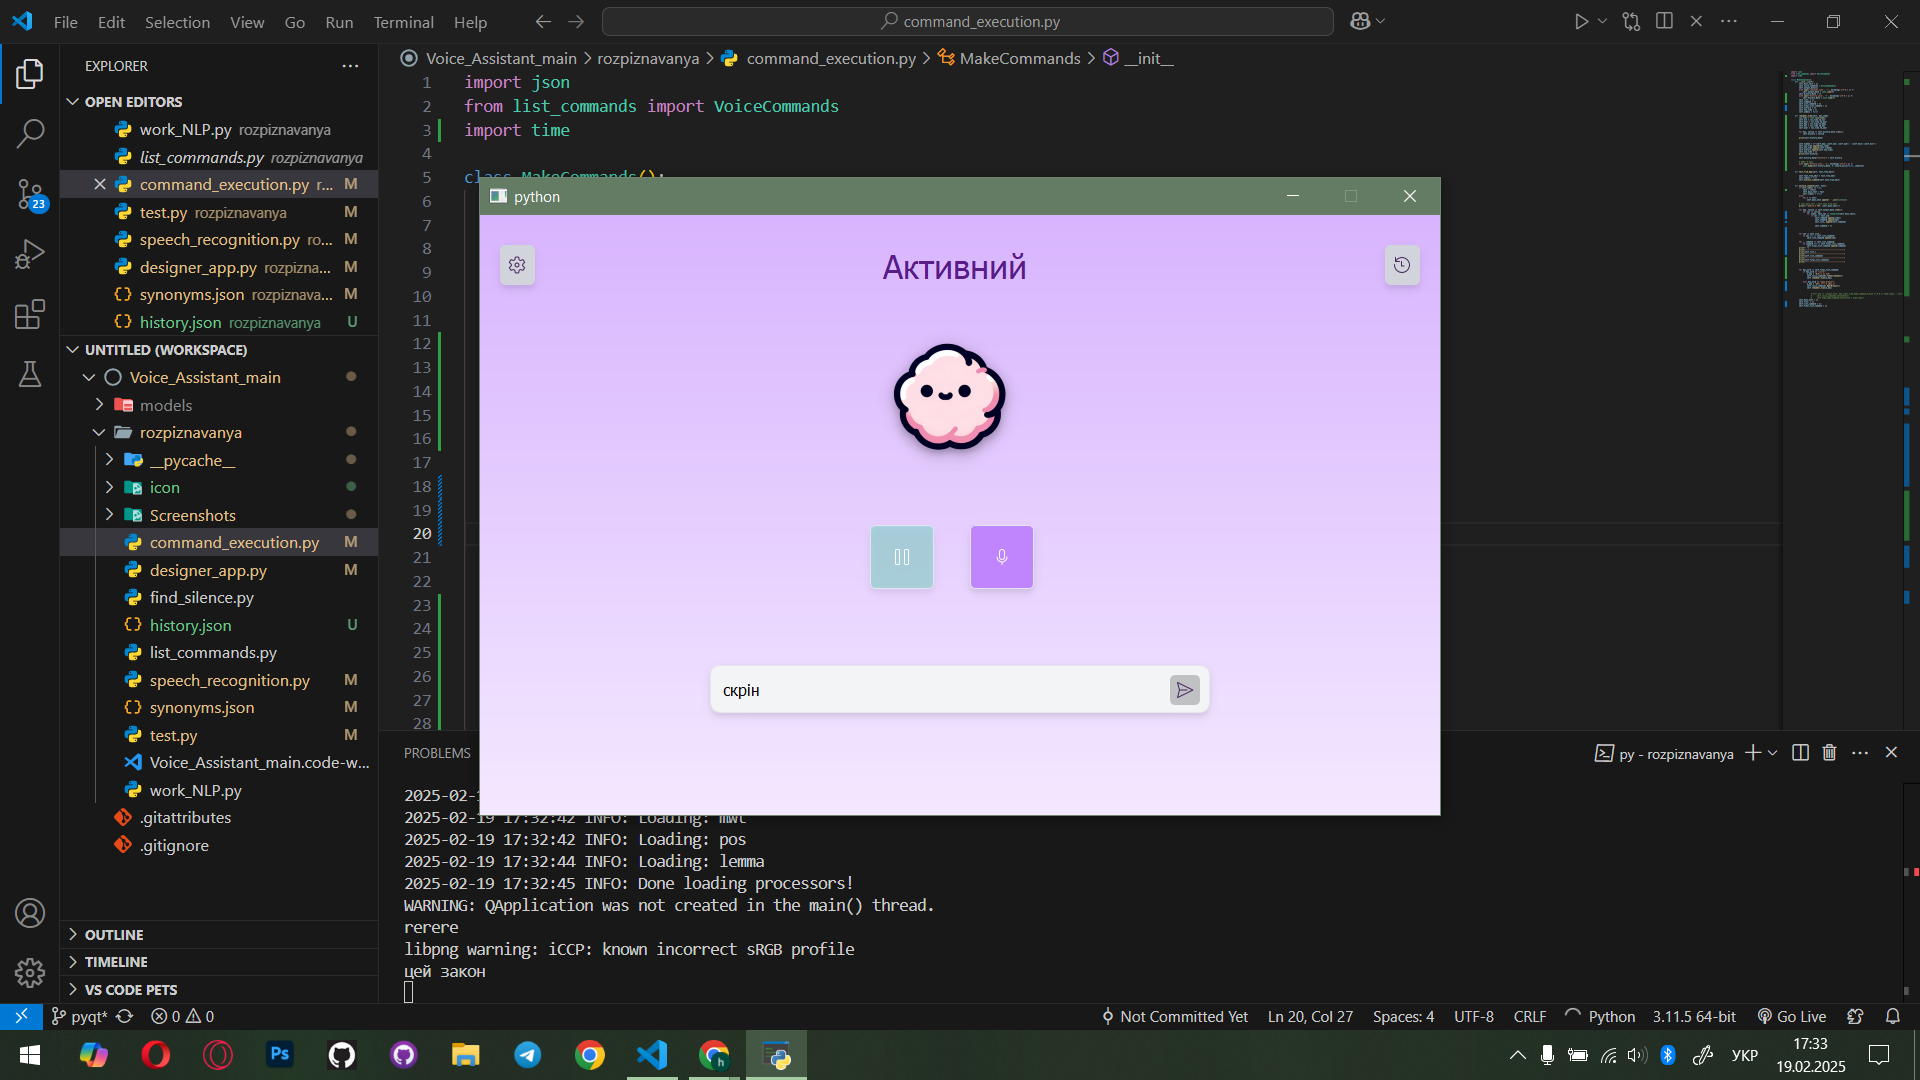 File Edit Selection View Go Run Terminal Help
command_execution.py
EXPLORER
OPEN EDITORS
work_NLP.py rozpiznavanya
list_commands.py rozpiznavanya
command_execution.py r... M
test.py rozpiznavanya M
speech_recognition.py ro... M
designer_app.py rozpizna... M
synonyms.json rozpiznava... M
history.json rozpiznavanya U
UNTITLED (WORKSPACE)
Voice_Assistant_main
models
rozpiznavanya
__pycache__
icon
Screenshots
command_execution.py M
designer_app.py M
find_silence.py
history.json U
list_commands.py
speech_recognition.py M
synonyms.json M
test.py M
Voice_Assistant_main.code-w...
work_NLP.py
.gitattributes
.gitignore
OUTLINE
TIMELINE
VS CODE PETS
23
Voice_Assistant_main > rozpiznavanya > command_execution.py > MakeCommands > __init__
1 import json
2 from list_commands import VoiceCommands
3 import time
4
5 class MakeCommands():
6
7
8
9
10
11
12
13
14
15
16
17
18
19
20
21
22
23
24
25
26
27
28
python
Активний
скрін
PROBLEMS
py - rozpiznavanya
2025-02-1
2025-02-19 17:32:42 INFO: Loading: mwt
2025-02-19 17:32:42 INFO: Loading: pos
2025-02-19 17:32:44 INFO: Loading: lemma
2025-02-19 17:32:45 INFO: Done loading processors!
WARNING: QApplication was not created in the main() thread.
rerere
libpng warning: iCCP: known incorrect sRGB profile
цей закон
pyqt* 0 0
Not Committed Yet Ln 20, Col 27 Spaces: 4 UTF-8 CRLF Python 3.11.5 64-bit Go Live
Ps
h
УКР
17:33
19.02.2025